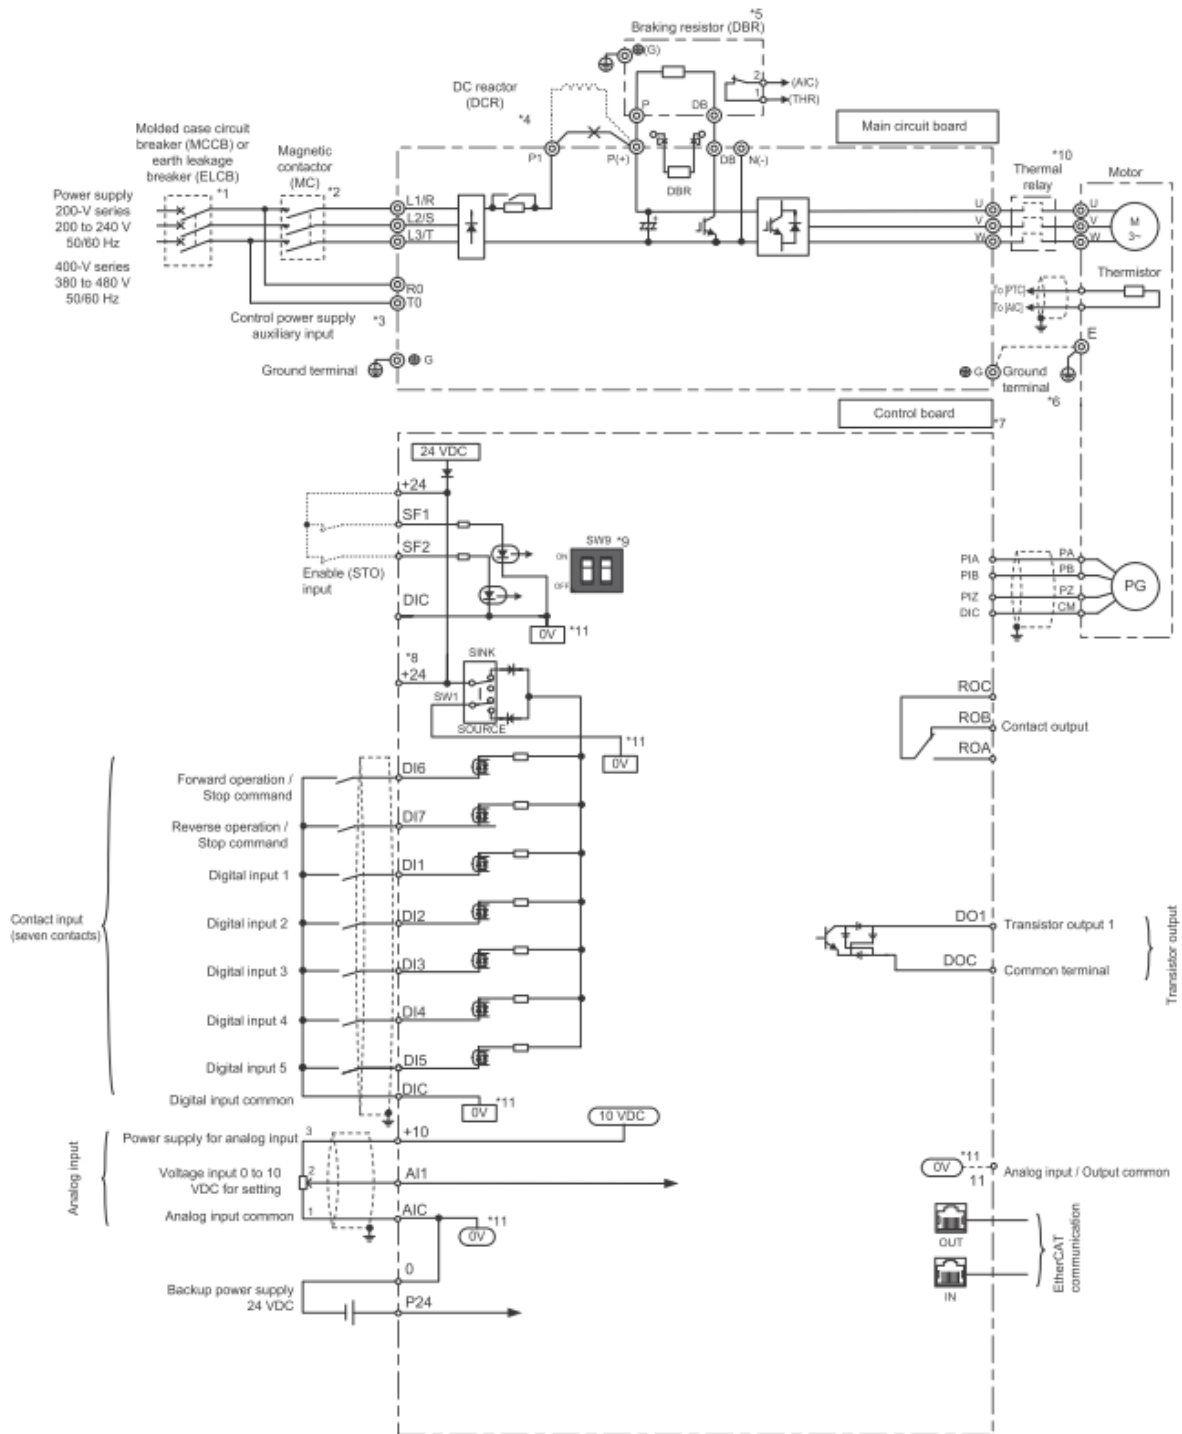 *5
Braking resistor (DBR)
(G)
DC reactor
(DCR)
*4
2
(AIC)
1
(THR)
P
DB
Main circuit board
Molded case circuit
breaker (MCCB) or
earth leakage
breaker (ELCB)
*1
Magnetic
contactor
(MC)
*2
P1
P(+)
DBR
DB
N(-)
*10
Thermal
relay
Motor
Power supply
200-V series
200 to 240 V
50/60 Hz
400-V series
380 to 480 V
50/60 Hz
L1/R
L2/S
L3/T
U
V
W
U
V
W
M
3~
R0
T0
Control power supply
auxiliary input
*3
Thermistor
To [PTC]
To [AIC]
E
Ground terminal
G
G
Ground
terminal
*6
Control board
*7
24 VDC
+24
SF1
SF2
Enable (STO)
input
DIC
0V
*11
SW9
*9
ON
OFF
PIA
PIB
PIZ
DIC
PA
PB
PZ
CM
PG
*8
+24
SINK
SW1
SOURCE
*11
0V
ROC
ROB
ROA
Contact output
Contact input
(seven contacts)
Forward operation /
Stop command
DI6
Reverse operation /
Stop command
DI7
Digital input 1
DI1
Digital input 2
DI2
Digital input 3
DI3
Digital input 4
DI4
Digital input 5
DI5
Digital input common
DIC
0V
*11
DO1
Transistor output 1
DOC
Common terminal
Transistor output
Analog input
Power supply for analog input
3
+10
10 VDC
Voltage input 0 to 10
VDC for setting
2
AI1
Analog input common
1
AIC
0V
*11
0V
*11
11
Analog input / Output common
OUT
IN
EtherCAT
communication
Backup power supply
24 VDC
0
P24